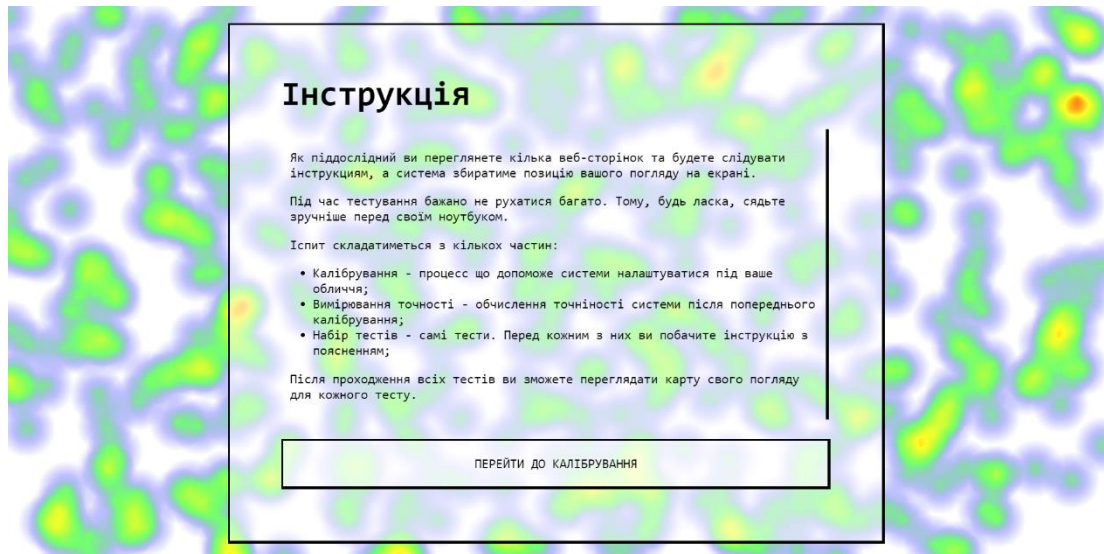 Інструкція
Як піддослідний ви переглянете кілька веб-сторінок та будете слідувати
інструкціям, а система збиратиме позицію вашого погляду на екрані.
Під час тестування бажано не рухатися багато. Тому, будь ласка, сядьте
зручніше перед своїм ноутбуком.
Іспит складатиметься з кількох частин:
• Калібрування - процесс що допоможе системи налаштуватися під ваше
обличчя;
• Вимірювання точності - обчислення точніності системи після попереднього
калібрування;
• Набір тестів - самі тести. Перед кожним з них ви побачите інструкцію з
поясненням;
Після проходження всіх тестів ви зможете переглядати карту свого погляду
для кожного тесту.
ПЕРЕЙТИ ДО КАЛІБРУВАННЯ